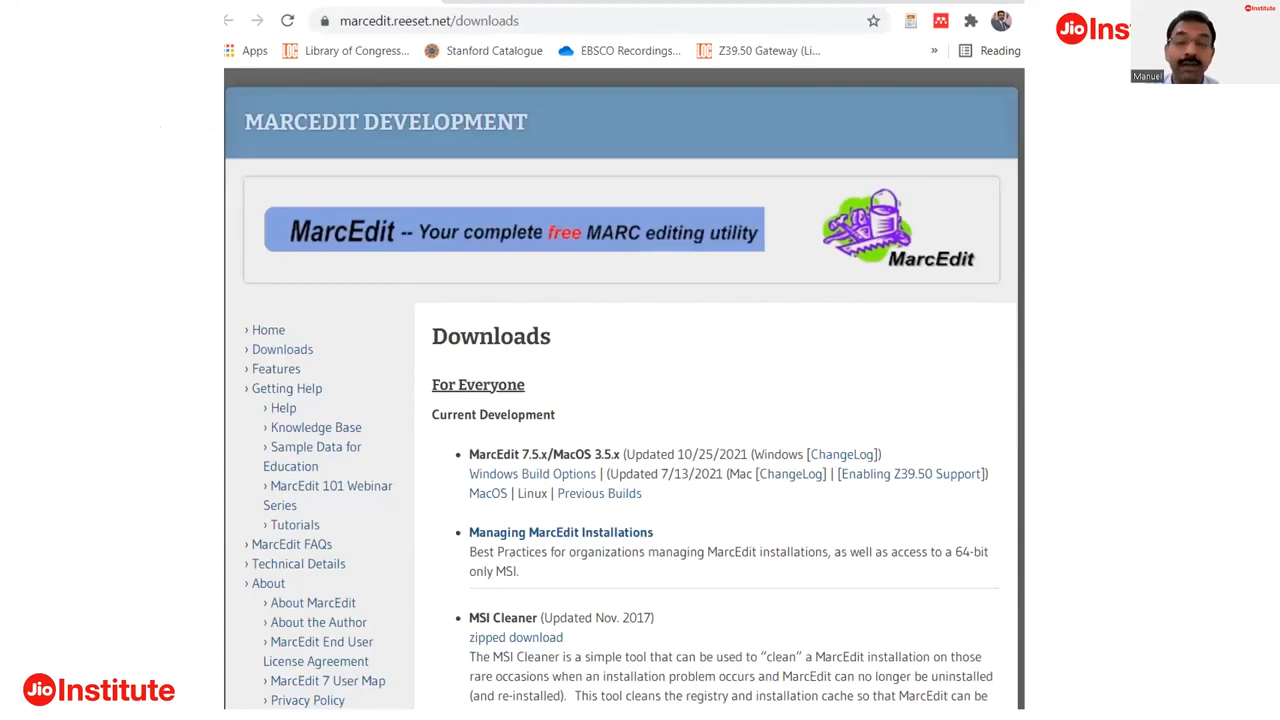 marcedit.reeset.net/downloads
Apps
Library of Congress...
Stanford Catalogue
EBSCO Recordings...
Z39.50 Gateway (Li...
»
Reading
Jio Ins
Jio Institute
Manuel
MARCEDIT DEVELOPMENT
MarcEdit -- Your complete free MARC editing utility
MarcEdit
› Home
› Downloads
› Features
› Getting Help
› Help
› Knowledge Base
› Sample Data for
Education
› MarcEdit 101 Webinar
Series
› Tutorials
› MarcEdit FAQs
› Technical Details
› About
› About MarcEdit
› About the Author
› MarcEdit End User
License Agreement
› MarcEdit 7 User Map
› Privacy Policy
Downloads
For Everyone
Current Development
• MarcEdit 7.5.x/MacOS 3.5.x (Updated 10/25/2021 (Windows [ChangeLog])
Windows Build Options | (Updated 7/13/2021 (Mac [ChangeLog] | [Enabling Z39.50 Support])
MacOS | Linux | Previous Builds
• Managing MarcEdit Installations
Best Practices for organizations managing MarcEdit installations, as well as access to a 64-bit
only MSI.
• MSI Cleaner (Updated Nov. 2017)
zipped download
The MSI Cleaner is a simple tool that can be used to “clean” a MarcEdit installation on those
rare occasions when an installation problem occurs and MarcEdit can no longer be uninstalled
(and re-installed). This tool cleans the registry and installation cache so that MarcEdit can be
Jio Institute